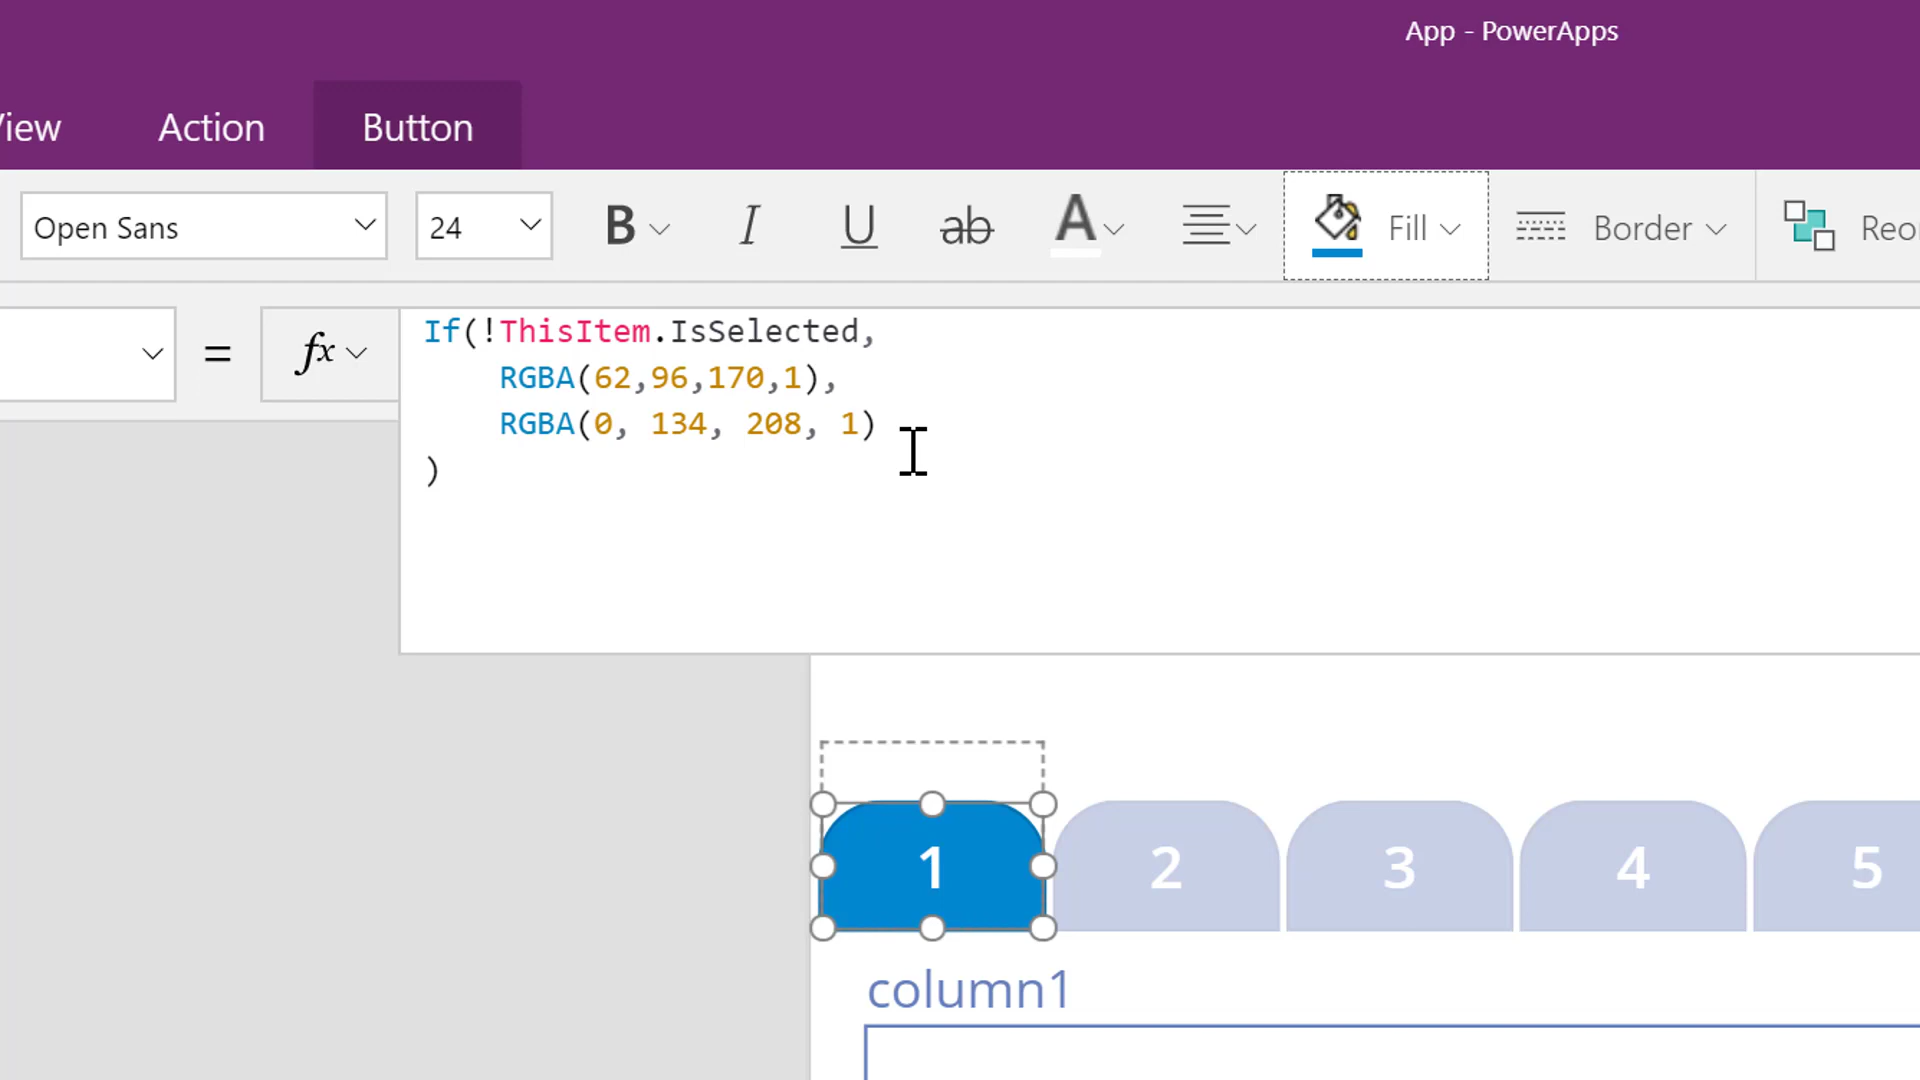 App - PowerApps
View Action Button
Open Sans 24 B I U ab A Fill Border Reo
= fx
If(!ThisItem.IsSelected,
RGBA(62,96,170,1),
RGBA(0, 134, 208, 1)
)
1 2 3 4 5
column1